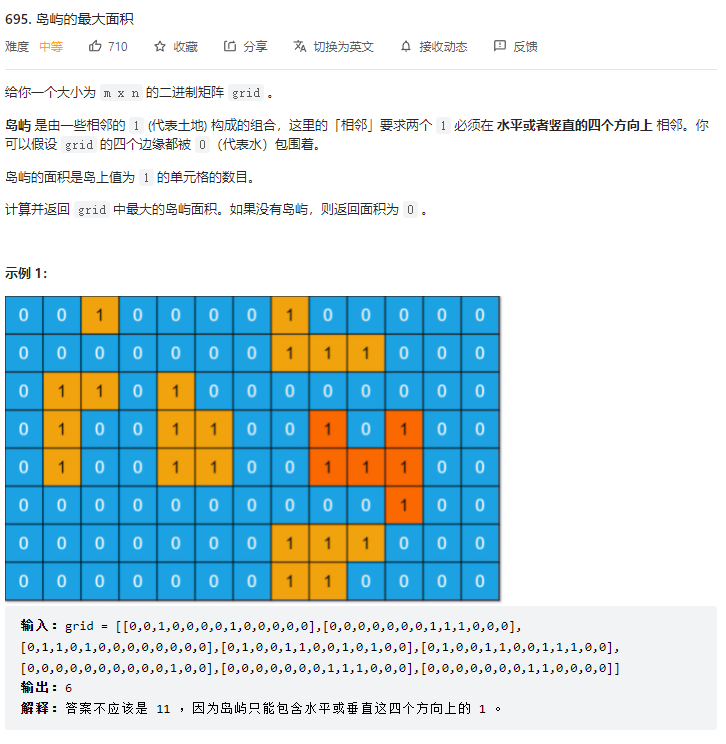 695. 岛屿的最大面积
难度 中等 710 收藏 分享 切换为英文 接收动态 反馈
给你一个大小为 m x n 的二进制矩阵 grid 。
岛屿 是由一些相邻的 1 (代表土地) 构成的组合，这里的「相邻」要求两个 1 必须在 水平或者竖直的四个方向上 相邻。你
可以假设 grid 的四个边缘都被 0 （代表水）包围着。
岛屿的面积是岛上值为 1 的单元格的数目。
计算并返回 grid 中最大的岛屿面积。如果没有岛屿，则返回面积为 0 。
示例 1：
0 0 1 0 0 0 0 1 0 0 0 0 0
0 0 0 0 0 0 0 1 1 1 0 0 0
0 1 1 0 1 0 0 0 0 0 0 0 0
0 1 0 0 1 1 0 0 1 0 1 0 0
0 1 0 0 1 1 0 0 1 1 1 0 0
0 0 0 0 0 0 0 0 0 0 1 0 0
0 0 0 0 0 0 0 1 1 1 0 0 0
0 0 0 0 0 0 0 1 1 0 0 0 0
输入：grid = [[0,0,1,0,0,0,0,1,0,0,0,0,0],[0,0,0,0,0,0,0,1,1,1,0,0,0],
[0,1,1,0,1,0,0,0,0,0,0,0,0],[0,1,0,0,1,1,0,0,1,0,1,0,0],[0,1,0,0,1,1,0,0,1,1,1,0,0],
[0,0,0,0,0,0,0,0,0,0,1,0,0],[0,0,0,0,0,0,0,1,1,1,0,0,0],[0,0,0,0,0,0,0,1,1,0,0,0,0]]
输出：6
解释：答案不应该是 11 ，因为岛屿只能包含水平或垂直这四个方向上的 1 。